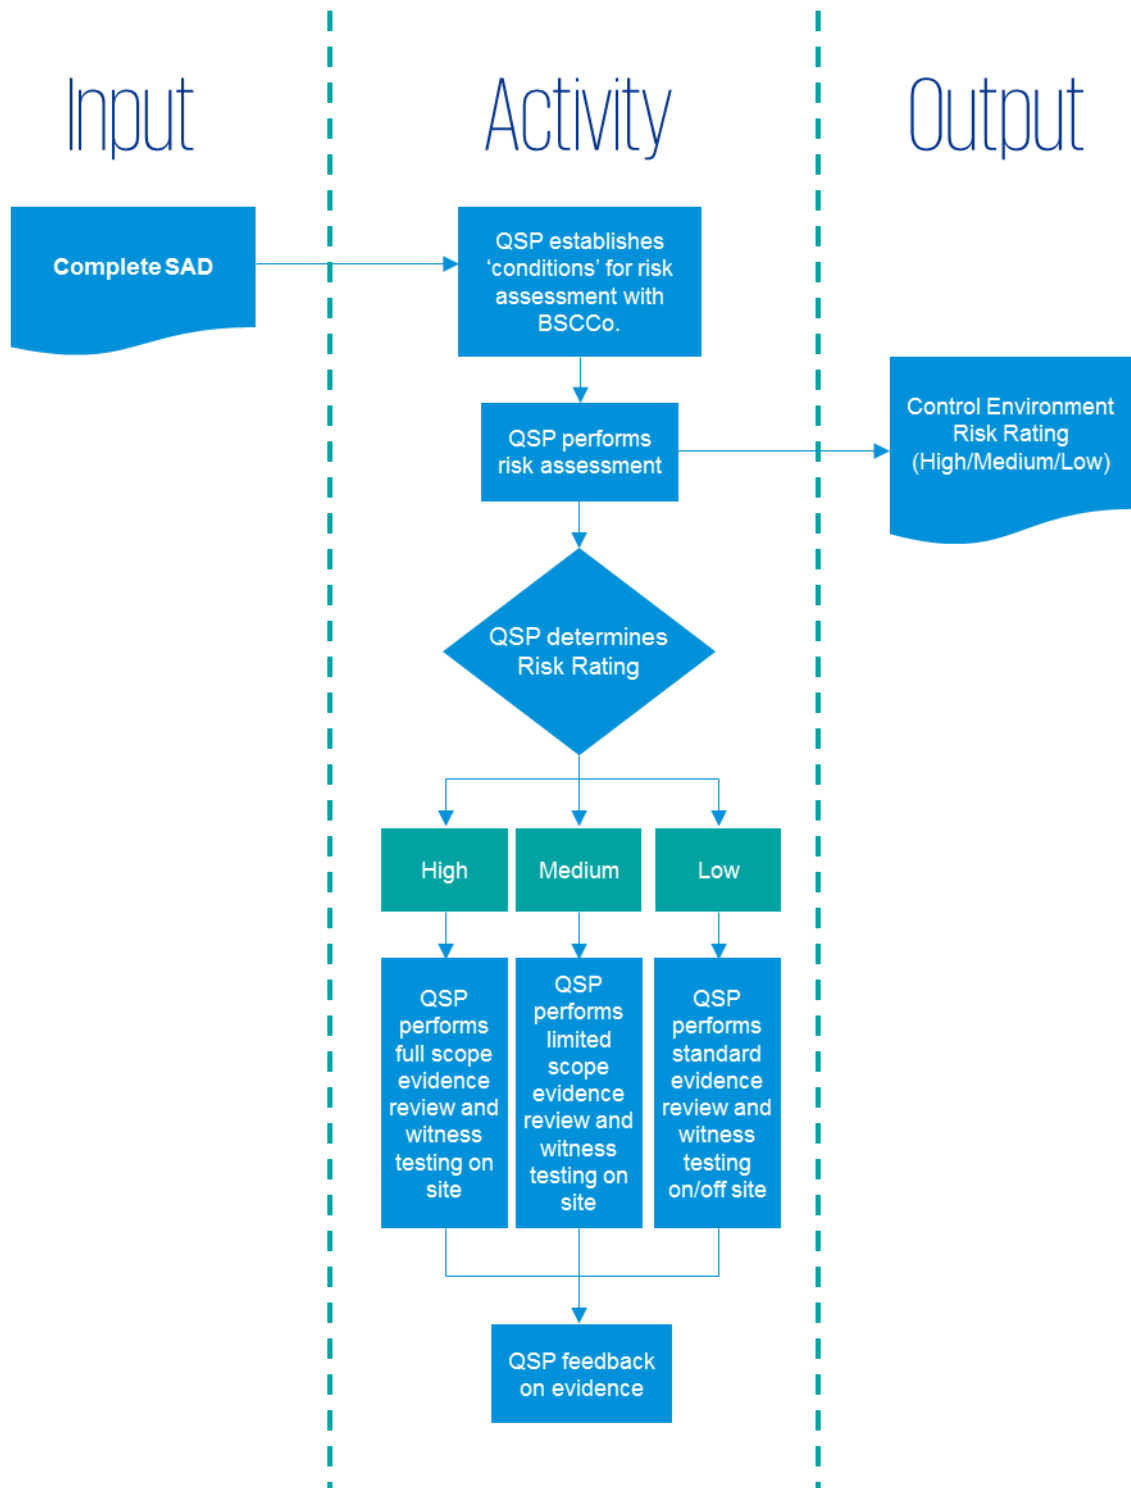 Input
Activity
Output
Complete SAD
QSP establishes
‘conditions’ for risk
assessment with
BSCCo.
Control Environment
Risk Rating
(High/Medium/Low)
QSP performs
risk assessment
QSP determines
Risk Rating
High
Medium
Low
QSP
performs
full scope
evidence
review and
witness
testing on
site
QSP
performs
limited
scope
evidence
review and
witness
testing on
site
QSP
performs
standard
evidence
review and
witness
testing
on/off site
QSP feedback
on evidence